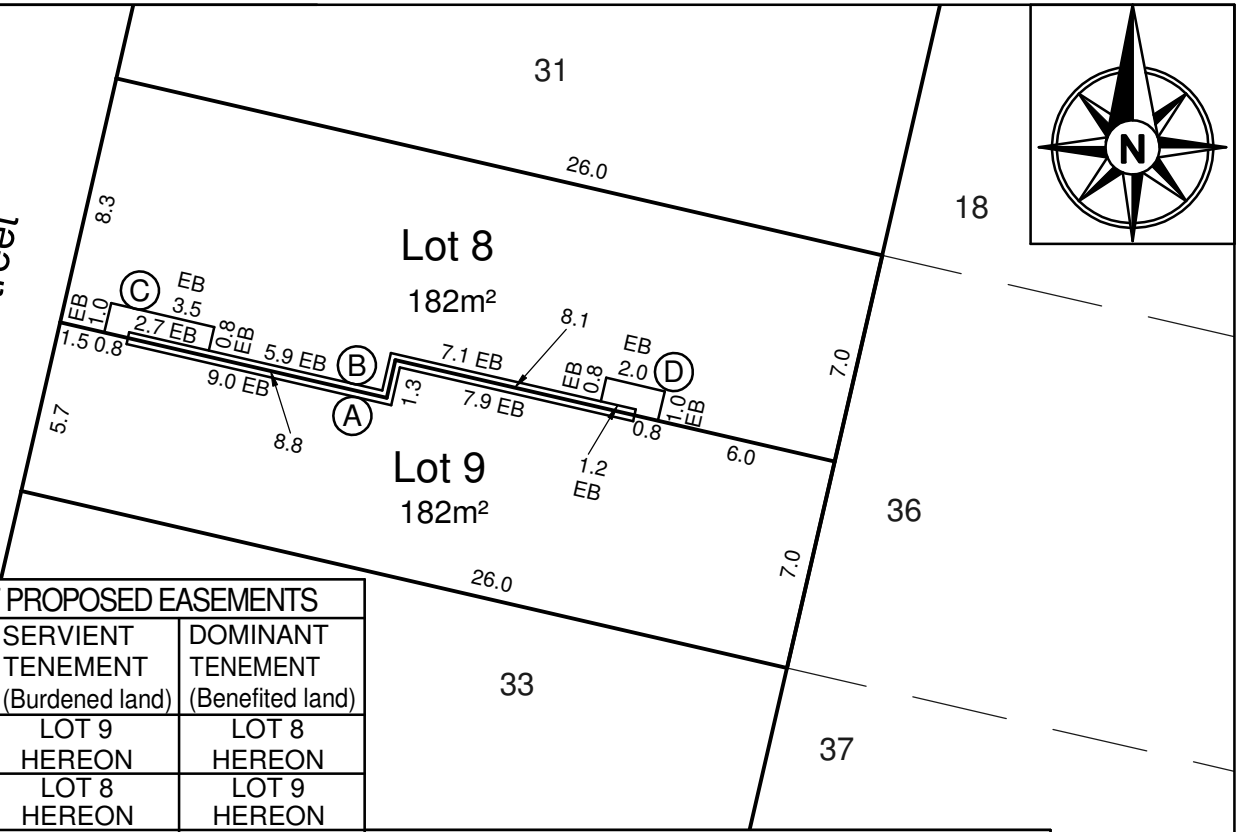 31
N
26.0
18
8.3
Lot 8
182m²
C
EB
3.5
EB
1.0
2.7 EB
0.8
EB
8.1
1.5 0.8
5.9 EB
B
7.1 EB
EB
2.0
D
EB
0.8
7.0
9.0 EB
A
1.3
7.9 EB
1.0
EB
0.8
5.7
8.8
6.0
1.2
EB
Lot 9
182m²
36
26.0
7.0
PROPOSED EASEMENTS
SERVIENT TENEMENT (Burdened land)
DOMINANT TENEMENT (Benefited land)
LOT 9 HEREON
LOT 8 HEREON
LOT 8 HEREON
LOT 9 HEREON
33
37